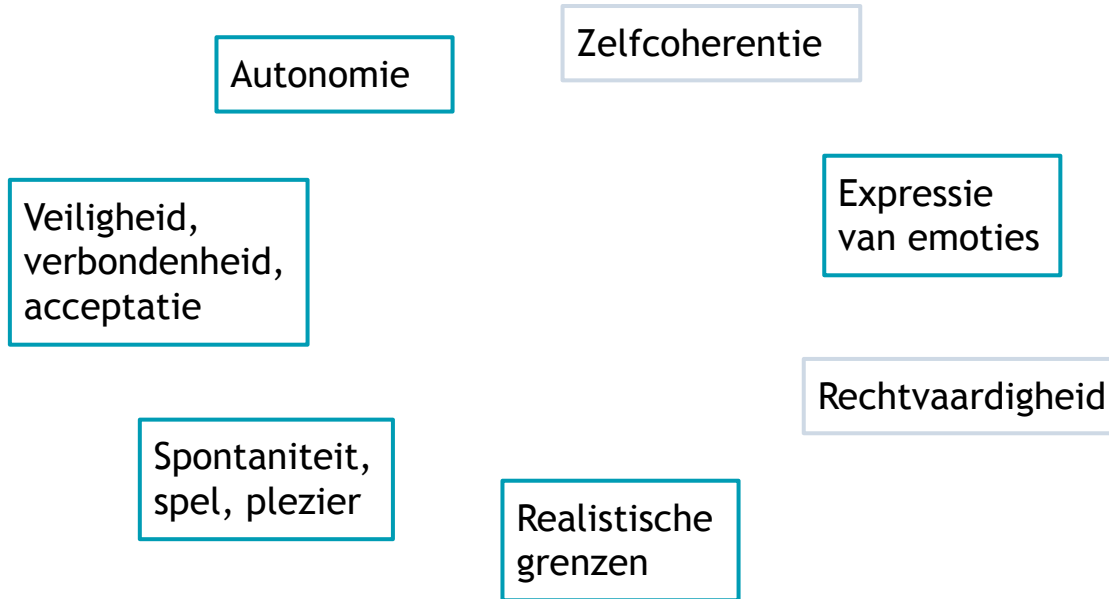 Zelfcoherentie
Autonomie
Expressie
van emoties
Veiligheid,
verbondenheid,
acceptatie
Rechtvaardigheid
Spontaniteit,
spel, plezier
Realistische
grenzen